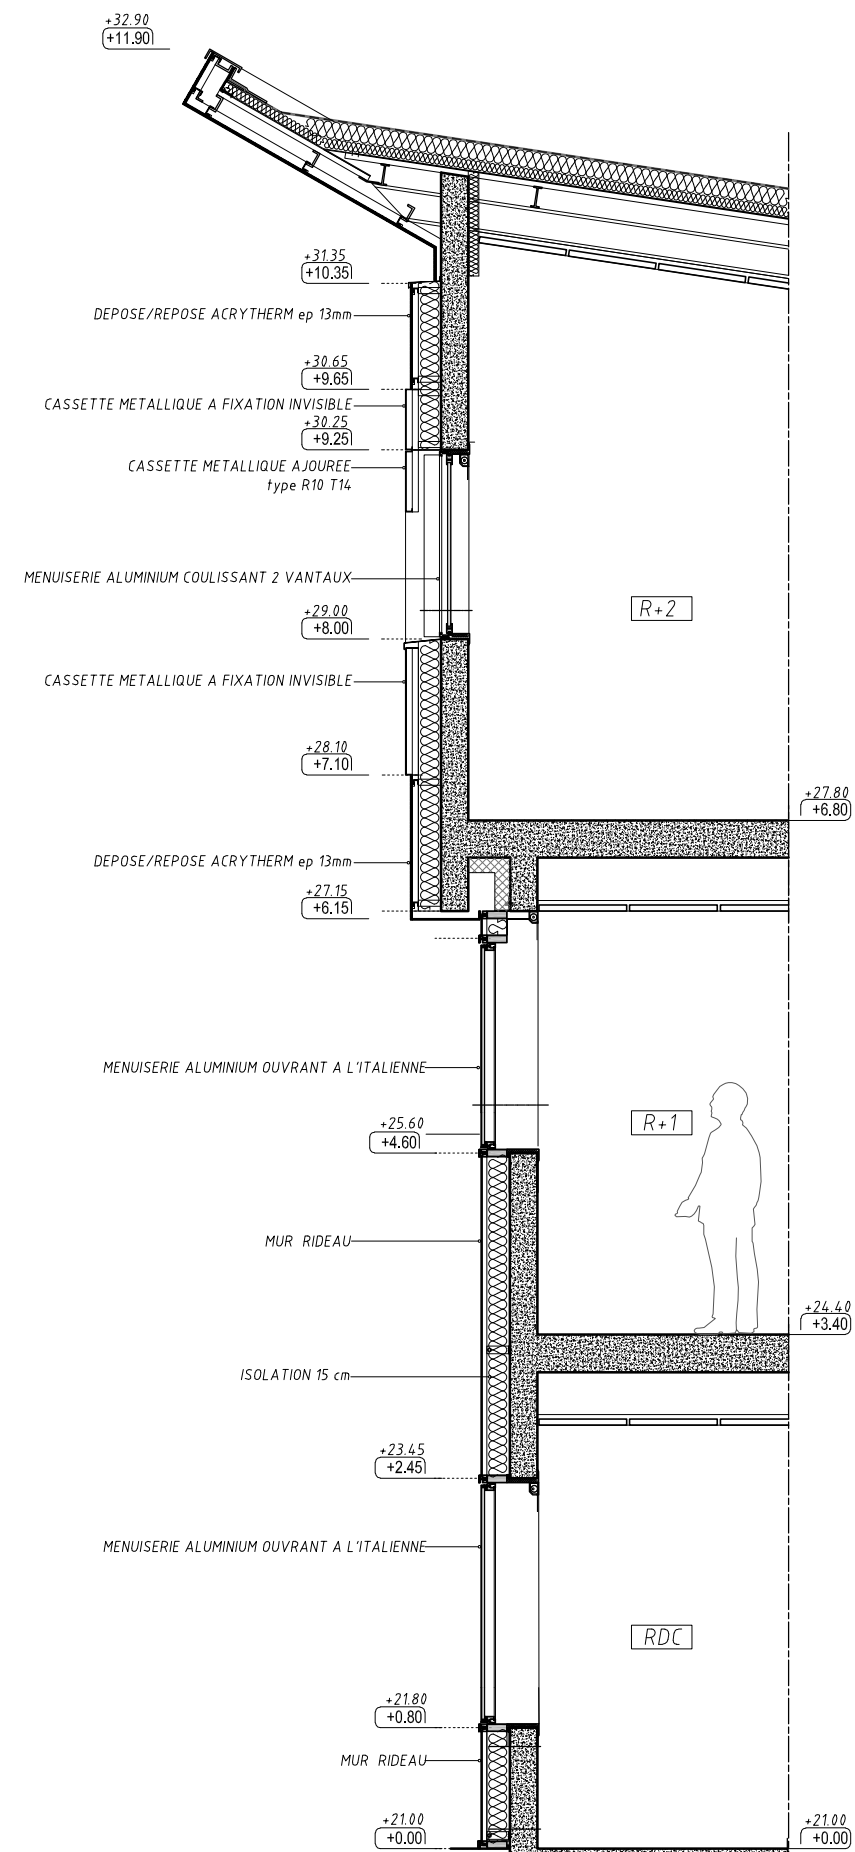 +32.90
+11.90
+31.35
+10.35
DEPOSE/REPOSE ACRYTHERM ep 13mm
+30.65
+9.65
CASSETTE METALLIQUE A FIXATION INVISIBLE
+30.25
+9.25
CASSETTE METALLIQUE AJOUREE
type R10 T14
MENUISERIE ALUMINIUM COULISSANT 2 VANTAUX
R+2
+29.00
+8.00
CASSETTE METALLIQUE A FIXATION INVISIBLE
+28.10
+7.10
+27.80
+6.80
DEPOSE/REPOSE ACRYTHERM ep 13mm
+27.15
+6.15
MENUISERIE ALUMINIUM OUVRANT A L'ITALIENNE
R+1
+25.60
+4.60
MUR RIDEAU
+24.40
+3.40
ISOLATION 15 cm
+23.45
+2.45
MENUISERIE ALUMINIUM OUVRANT A L'ITALIENNE
RDC
+21.80
+0.80
MUR RIDEAU
+21.00
+0.00
+21.00
+0.00